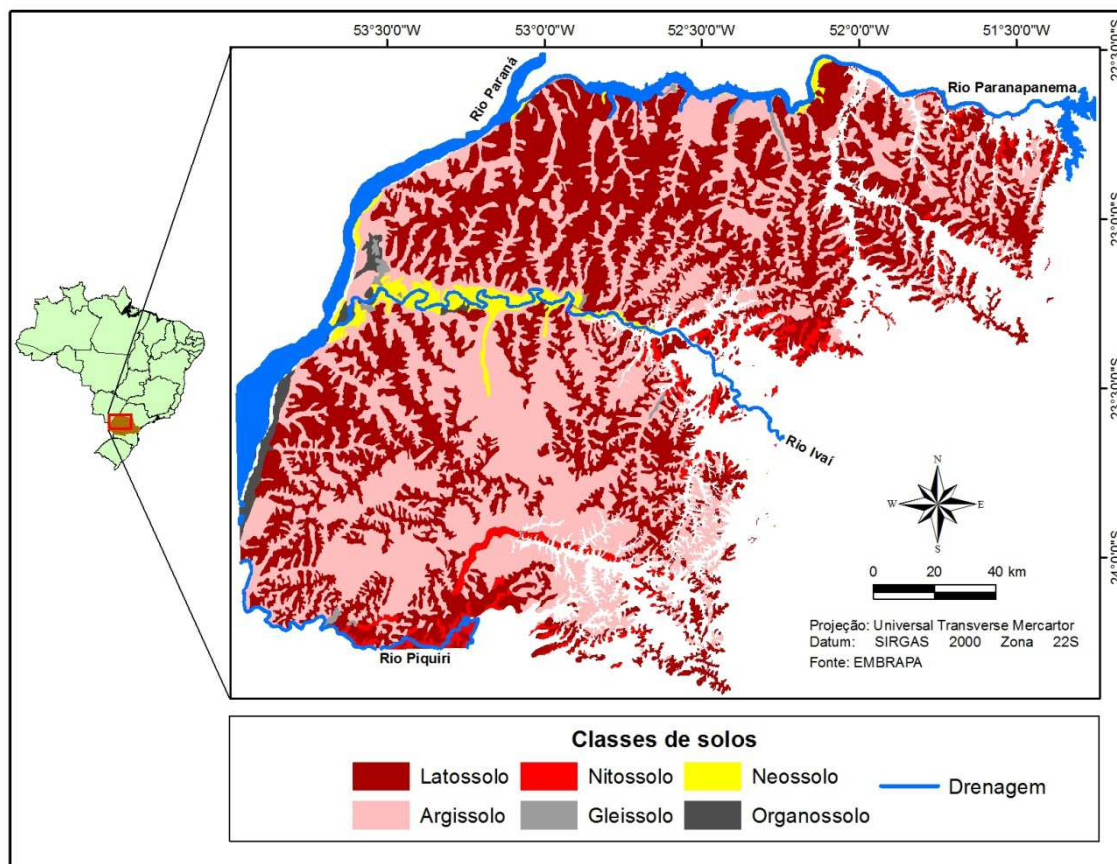 53°30'0"W 53°0'0"W 52°30'0"W 52°0'0"W 51°30'0"W
22°30'0"S
Rio Paraná
Rio Paranapanema
23°0'0"S
23°30'0"S
Rio Ivaí
N
W E
S
24°0'0"S
0 20 40 km
Projeção: Universal Transverse Mercartor
Datum: SIRGAS 2000 Zona 22S
Fonte: EMBRAPA
Rio Piquiri
Classes de solos
Latossolo Nitossolo Neossolo Drenagem
Argissolo Gleissolo Organossolo